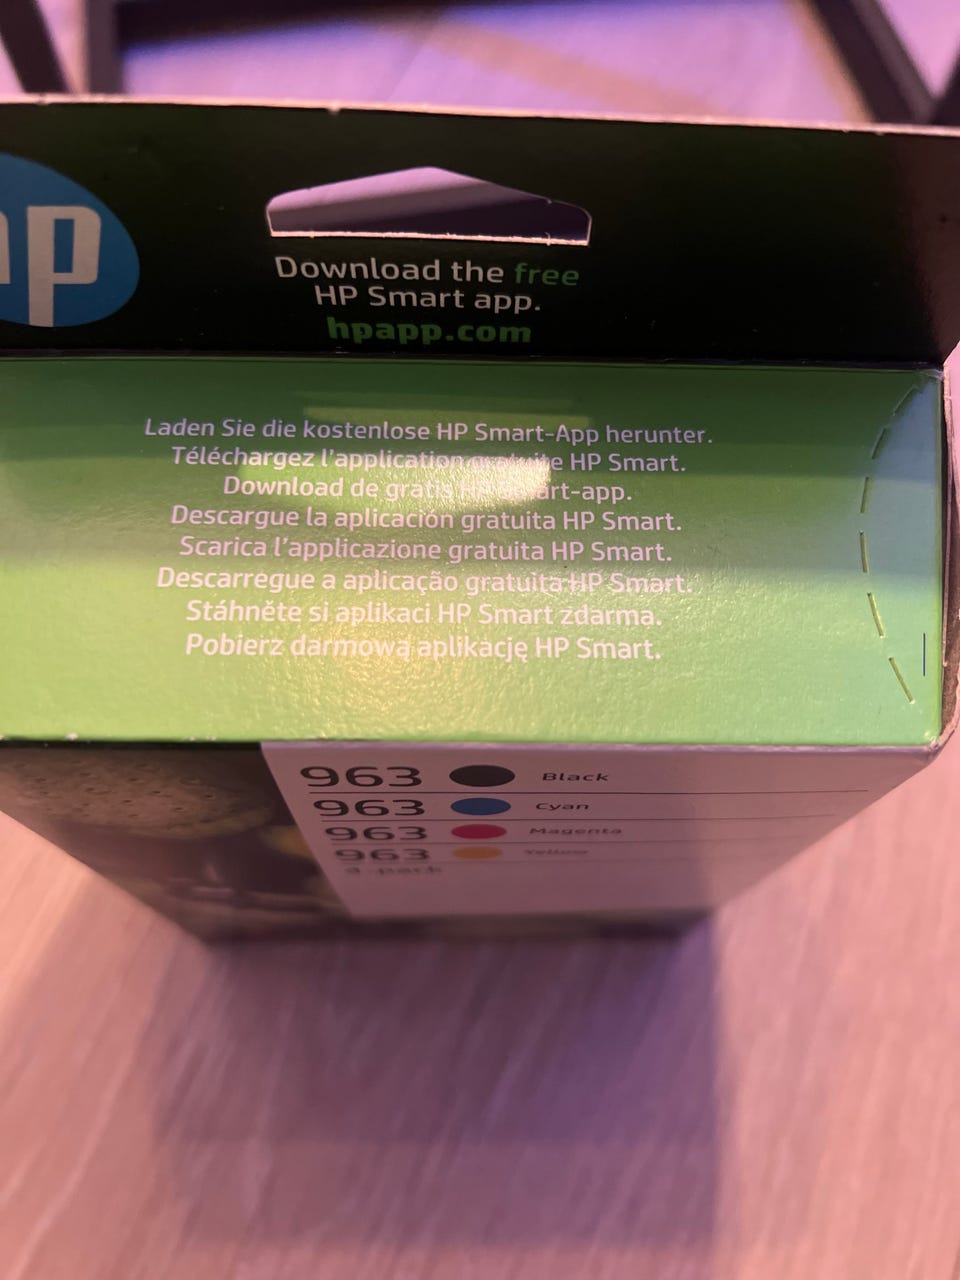 hp
Download the free
HP Smart app.
hpapp.com
Laden Sie die kostenlose HP Smart-App herunter.
Téléchargez l'application gratuite HP Smart.
Download de gratis HP Smart-app.
Descargue la aplicación gratuita HP Smart.
Scarica l'applicazione gratuita HP Smart.
Descarregue a aplicação gratuita HP Smart.
Stáhněte si aplikaci HP Smart zdarma.
Pobierz darmową aplikację HP Smart.
963 Black
963 Cyan
963 Magenta
963 Yellow
4-pack